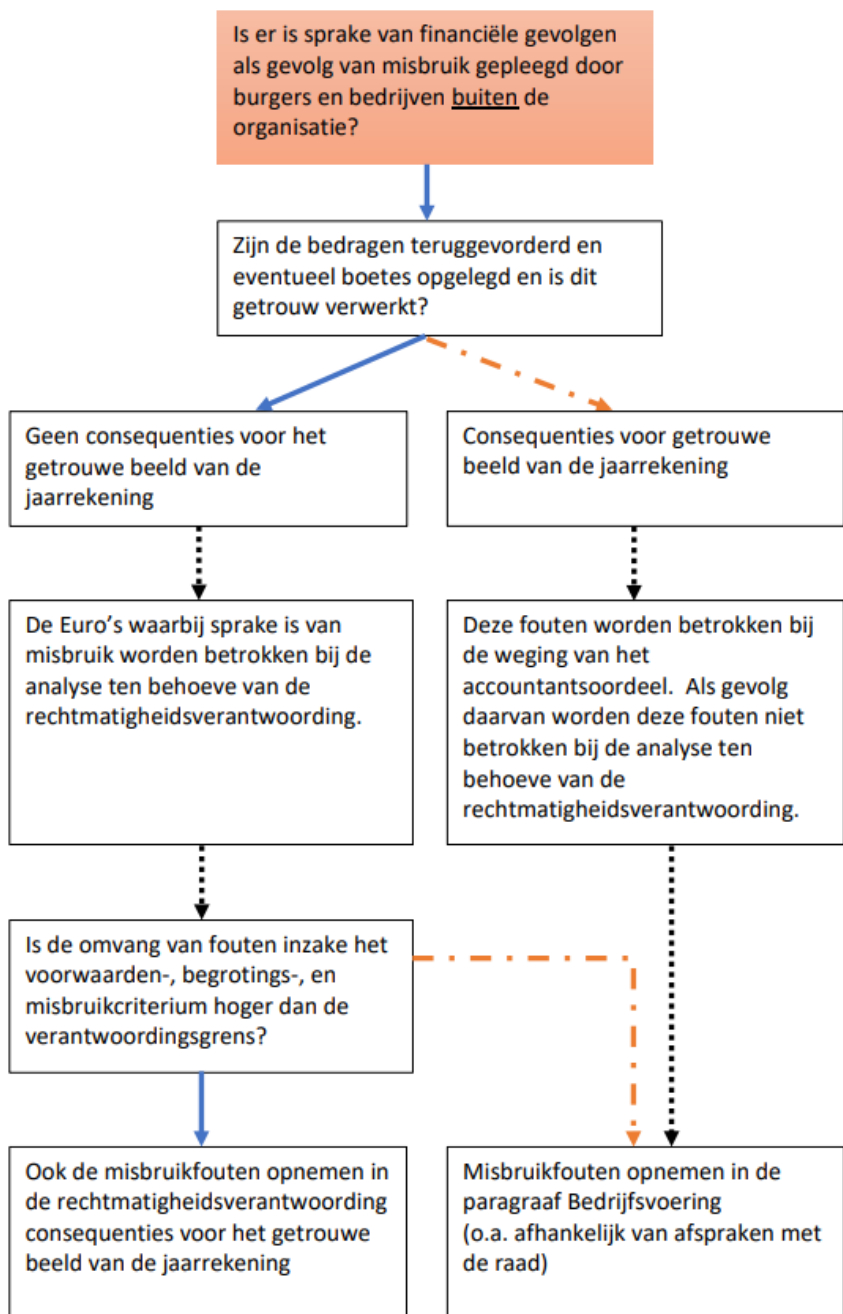 Is er is sprake van financiële gevolgen
als gevolg van misbruik gepleegd door
burgers en bedrijven buiten de
organisatie?
Zijn de bedragen teruggevorderd en
eventueel boetes opgelegd en is dit
getrouw verwerkt?
Geen consequenties voor het
getrouwe beeld van de
jaarrekening
Consequenties voor getrouwe
beeld van de jaarrekening
De Euro’s waarbij sprake is van
misbruik worden betrokken bij de
analyse ten behoeve van de
rechtmatigheidsverantwoording.
Deze fouten worden betrokken bij
de weging van het
accountantsoordeel. Als gevolg
daarvan worden deze fouten niet
betrokken bij de analyse ten
behoeve van de
rechtmatigheidsverantwoording.
Is de omvang van fouten inzake het
voorwaarden-, begrotings-, en
misbruikcriterium hoger dan de
verantwoordingsgrens?
Ook de misbruikfouten opnemen in
de rechtmatigheidsverantwoording
consequenties voor het getrouwe
beeld van de jaarrekening
Misbruikfouten opnemen in de
paragraaf Bedrijfsvoering
(o.a. afhankelijk van afspraken met
de raad)